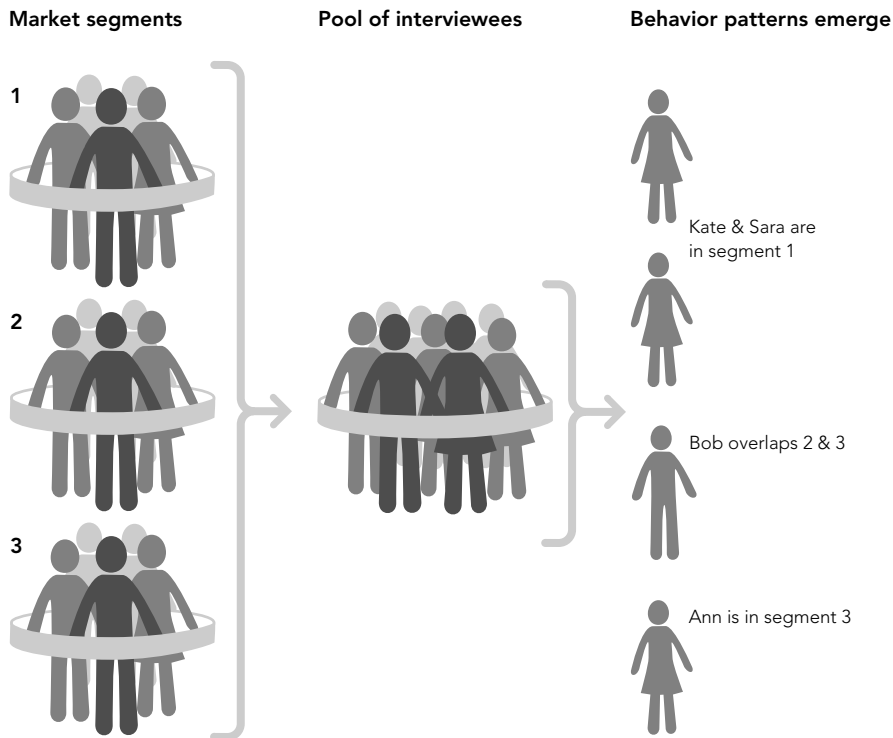 Market segments
Pool of interviewees
Behavior patterns emerge
1
2
3
Kate & Sara are
in segment 1
Bob overlaps 2 & 3
Ann is in segment 3